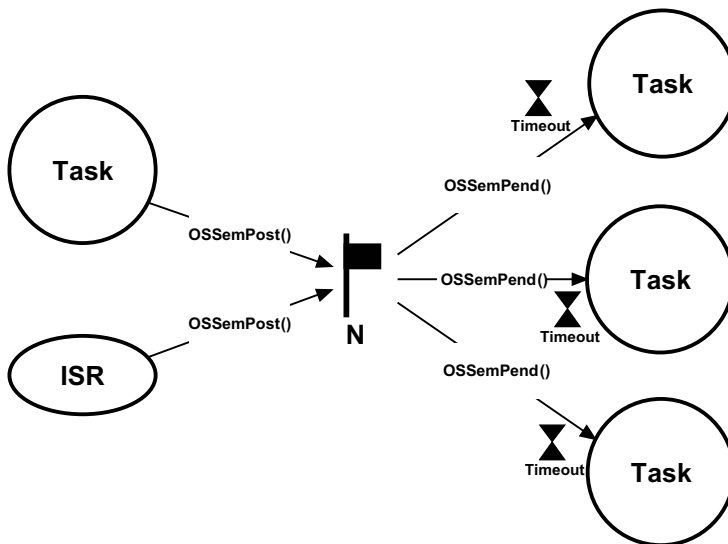 Task
Timeout
OSSemPend()
Task
OSSemPost()
OSSemPend()
Task
Timeout
N
OSSemPost()
ISR
OSSemPend()
Timeout
Task